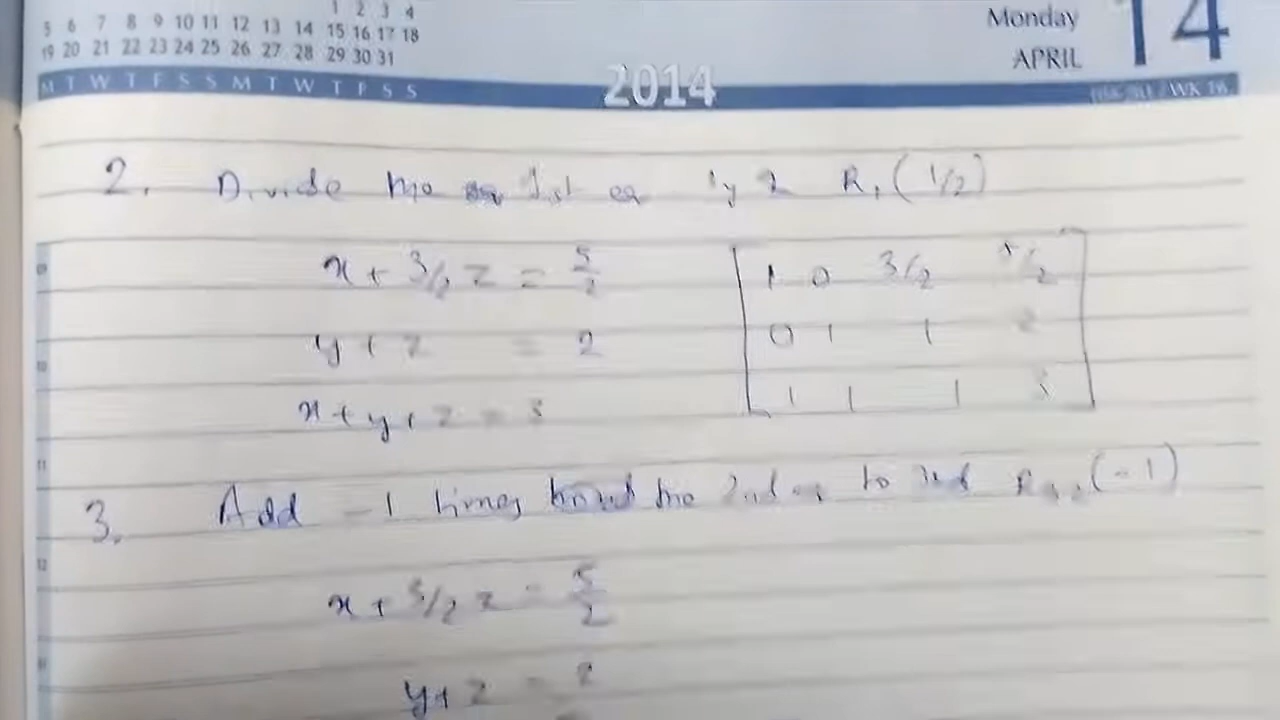 1 2 3 4
5 6 7 8 9 10 11 12 13 14 15 16 17 18
19 20 21 22 23 24 25 26 27 28 29 30 31
M T W T F S S M T W T F S S
2014
Monday
APRIL
14
WK 16
2. Divide the 1st eq by 2 R₁(1/2)
x + 3/2 z = 5/2
y + z = 2
x + y + z = 3
1 0 3/2 5/2
0 1 1 2
1 1 1 3
3. Add -1 times the 2nd eq to 3rd (-1)
x + 3/2 z = 5/2
y + z = 2